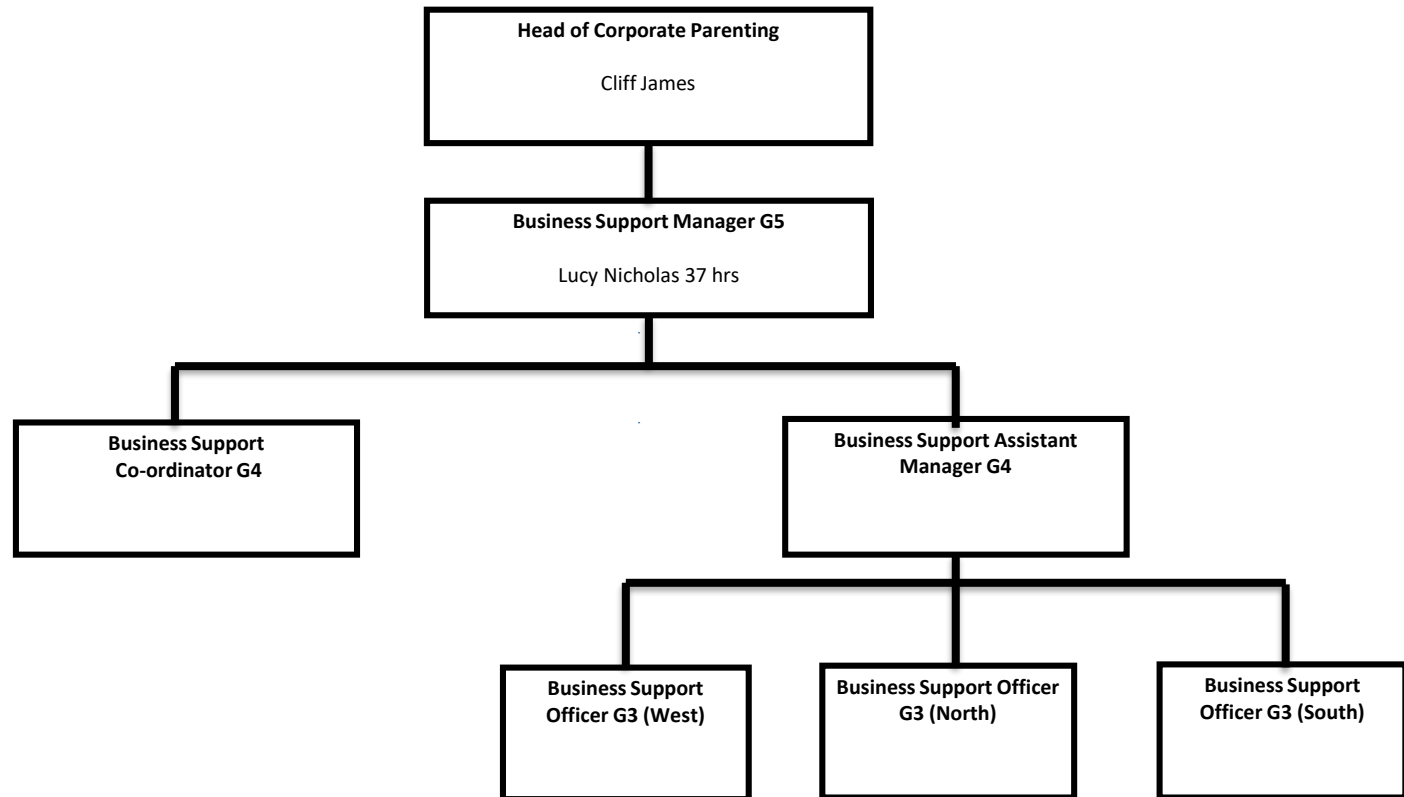 Head of Corporate Parenting
Cliff James
Business Support Manager G5
Lucy Nicholas 37 hrs
Business Support
Co-ordinator G4
Business Support Assistant
Manager G4
Business Support
Officer G3 (West)
Business Support Officer
G3 (North)
Business Support
Officer G3 (South)